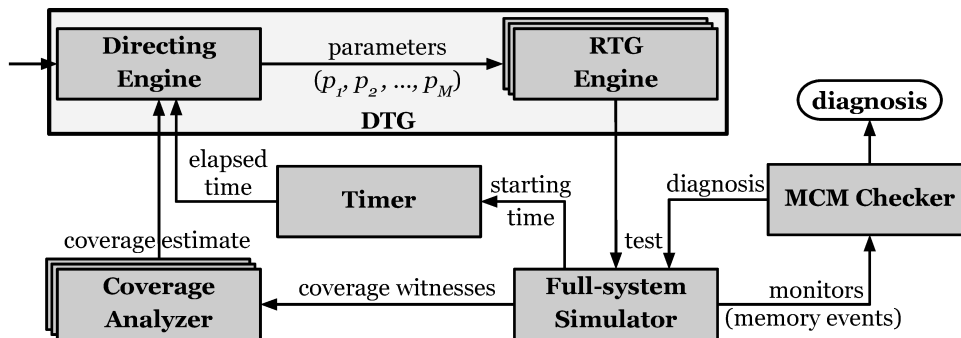 Directing
Engine
parameters
(p1, p2, ..., pM)
RTG
Engine
DTG
diagnosis
elapsed
time
Timer
starting
time
diagnosis
MCM Checker
coverage estimate
test
Coverage
Analyzer
coverage witnesses
Full-system
Simulator
monitors
(memory events)